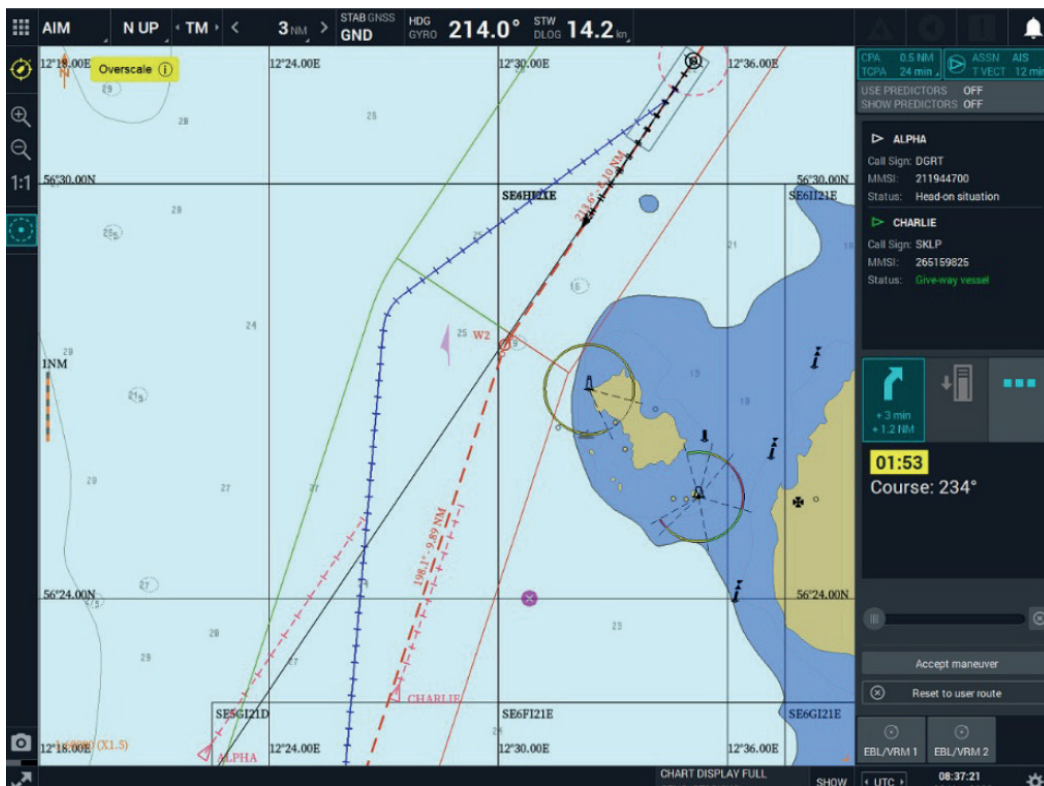 AIM N UP TM 3 NM STAB GNSS GND HDG GYRO 214.0° STW DLOG 14.2 kn
12°18.00E 12°24.00E 12°30.00E 12°36.00E
N
Overscale
CPA 0.5 NM
TCPA 24 min
ASSN AIS
T VECT 12 min
USE PREDICTORS OFF
SHOW PREDICTORS OFF
ALPHA
Call Sign: DGRT
MMSI: 211944700
Status: Head-on situation
CHARLIE
Call Sign: SKLP
MMSI: 265159825
Status: Give-way vessel
1:1
56°30.00N 56°30.00N
SE6II21E
W2
1NM
+ 3 min
+ 1.2 NM
01:53
Course: 234°
198.1° - 9.89 NM
56°24.00N 56°24.00N
CHARLIE
SE5GI21D SE6FI21E SE6GI21E
ALPHA
12°18.00E 12°24.00E 12°30.00E 12°36.00E
Accept maneuver
Reset to user route
EBL/VRM 1 EBL/VRM 2
CHART DISPLAY FULL
SHOW
UTC 08:37:21